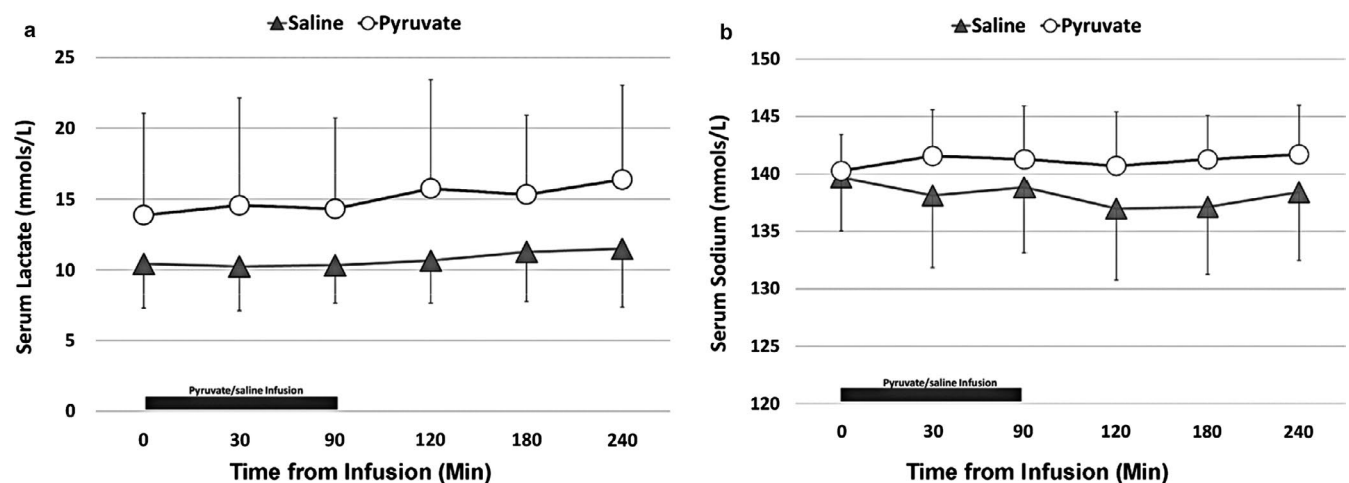 a
Saline Pyruvate
Serum Lactate (mmols/L)
25
20
15
10
5
0
Pyruvate/saline Infusion
0 30 90 120 180 240
Time from Infusion (Min)
b
Saline Pyruvate
Serum Sodium (mmols/L)
150
145
140
135
130
125
120
Pyruvate/saline Infusion
0 30 90 120 180 240
Time from Infusion (Min)